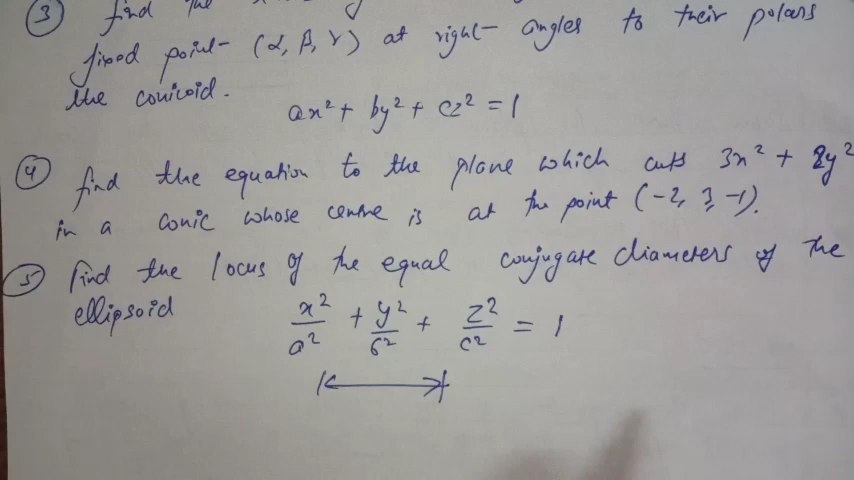 ③ find the
fixed point (α, β, γ) at right angles to their polars
the conicoid.
ax² + by² + cz² = 1
④ find the equation to the plane which cuts 3x² + 2y²
in a conic whose centre is at the point (-2, 3, -1).
⑤ Find the locus of the equal conjugate diameters of the
ellipsoid
x²/a² + y²/b² + z²/c² = 1